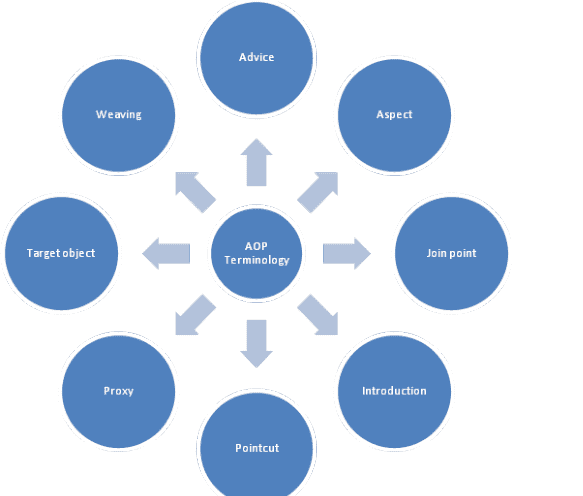 Advice
Weaving
Aspect
AOP
Terminology
Target object
Join point
Proxy
Introduction
Pointcut